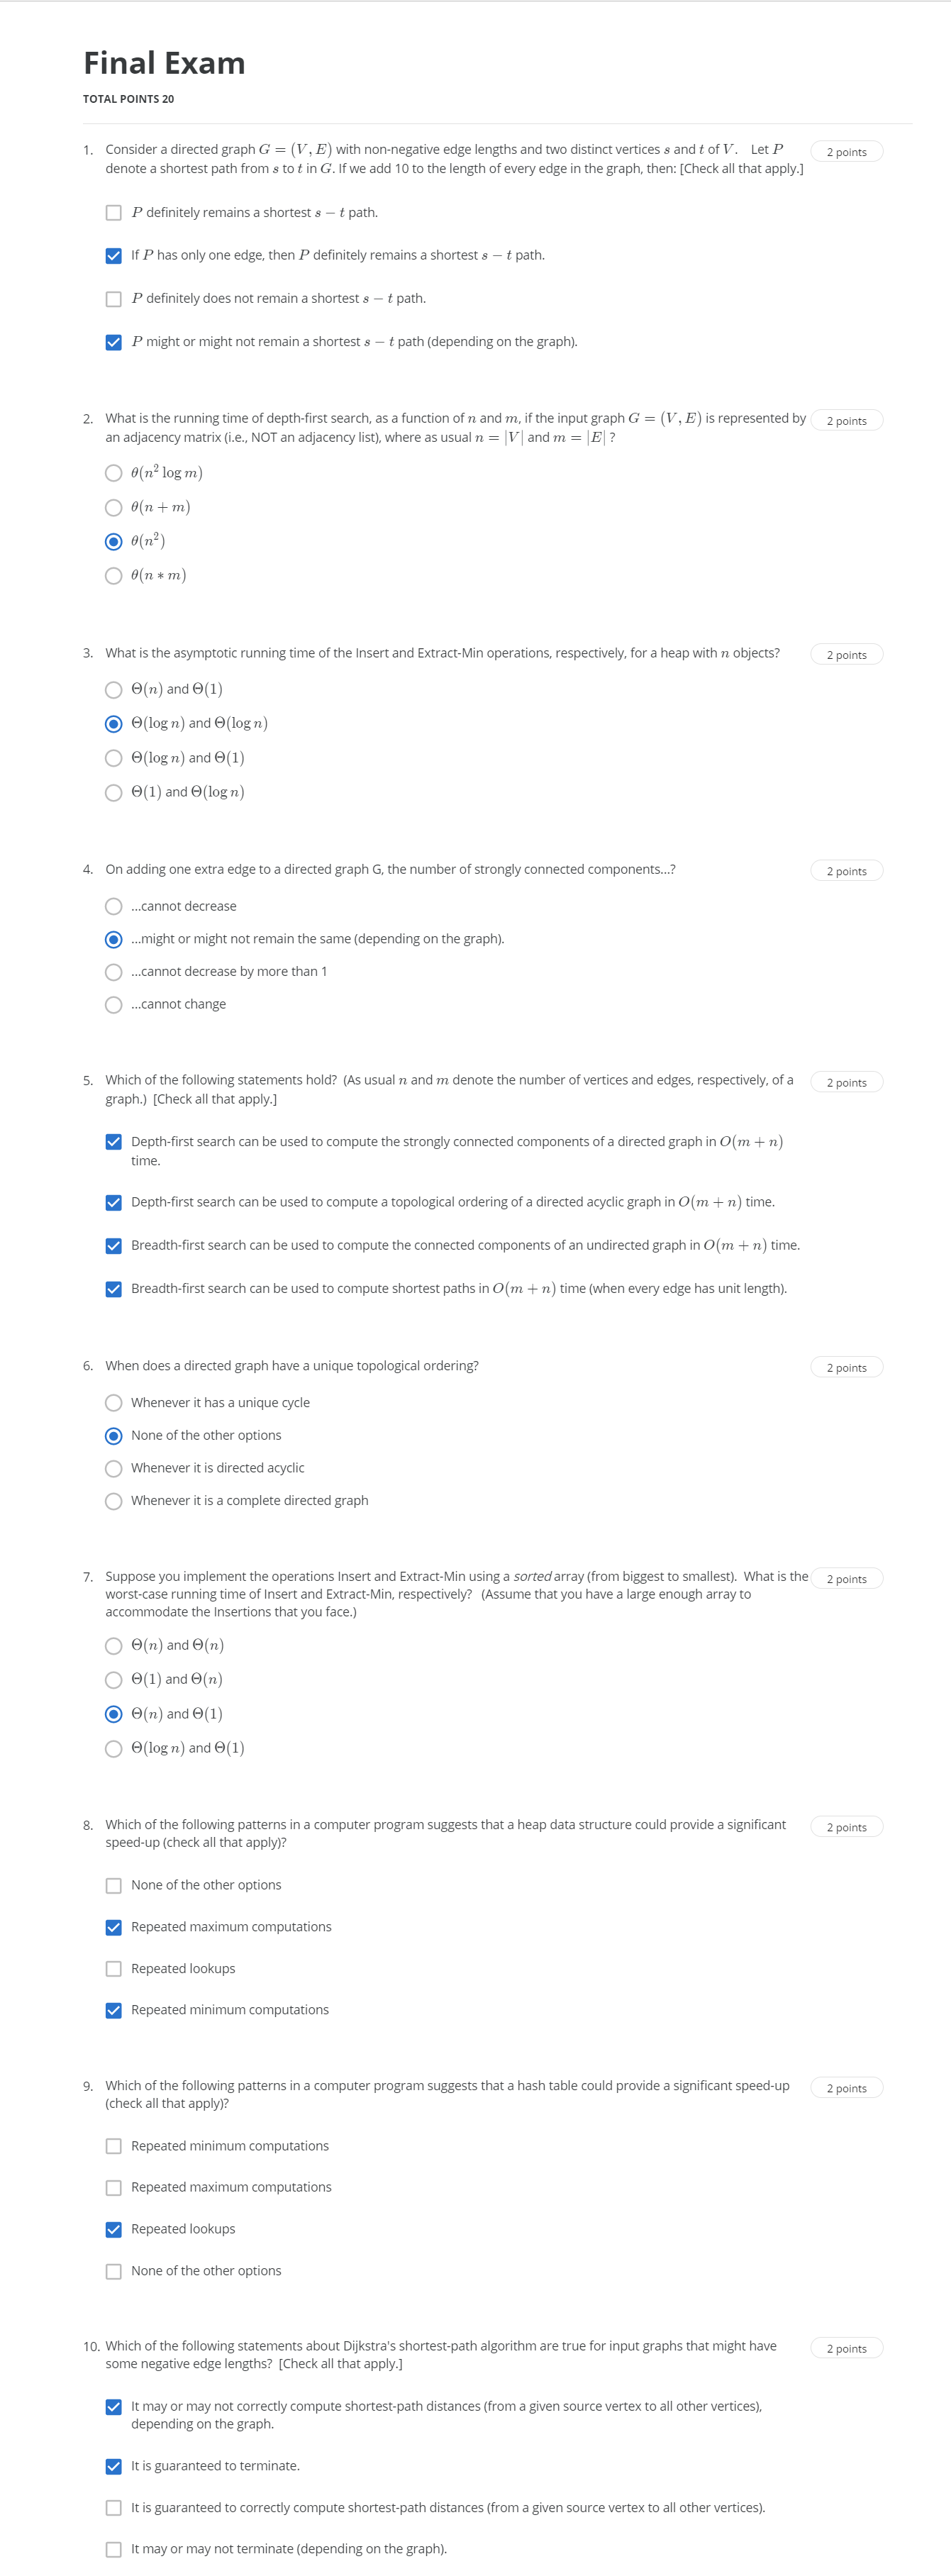 Final Exam
TOTAL POINTS 20
1. Consider a directed graph G = (V, E) with non-negative edge lengths and two distinct vertices s and t of V. Let P
2 points
denote a shortest path from s to t in G. If we add 10 to the length of every edge in the graph, then: [Check all that apply.]
P definitely remains a shortest s − t path.
If P has only one edge, then P definitely remains a shortest s − t path.
P definitely does not remain a shortest s − t path.
P might or might not remain a shortest s − t path (depending on the graph).
2. What is the running time of depth-first search, as a function of n and m, if the input graph G = (V, E) is represented by
2 points
an adjacency matrix (i.e., NOT an adjacency list), where as usual n = |V| and m = |E| ?
θ(n² log m)
θ(n + m)
θ(n²)
θ(n ∗ m)
3. What is the asymptotic running time of the Insert and Extract-Min operations, respectively, for a heap with n objects?
2 points
Θ(n) and Θ(1)
Θ(log n) and Θ(log n)
Θ(log n) and Θ(1)
Θ(1) and Θ(log n)
4. On adding one extra edge to a directed graph G, the number of strongly connected components...?
2 points
...cannot decrease
...might or might not remain the same (depending on the graph).
...cannot decrease by more than 1
...cannot change
5. Which of the following statements hold? (As usual n and m denote the number of vertices and edges, respectively, of a
2 points
graph.) [Check all that apply.]
Depth-first search can be used to compute the strongly connected components of a directed graph in O(m + n)
time.
Depth-first search can be used to compute a topological ordering of a directed acyclic graph in O(m + n) time.
Breadth-first search can be used to compute the connected components of an undirected graph in O(m + n) time.
Breadth-first search can be used to compute shortest paths in O(m + n) time (when every edge has unit length).
6. When does a directed graph have a unique topological ordering?
2 points
Whenever it has a unique cycle
None of the other options
Whenever it is directed acyclic
Whenever it is a complete directed graph
7. Suppose you implement the operations Insert and Extract-Min using a sorted array (from biggest to smallest). What is the
2 points
worst-case running time of Insert and Extract-Min, respectively? (Assume that you have a large enough array to
accommodate the Insertions that you face.)
Θ(n) and Θ(n)
Θ(1) and Θ(n)
Θ(n) and Θ(1)
Θ(log n) and Θ(1)
8. Which of the following patterns in a computer program suggests that a heap data structure could provide a significant
2 points
speed-up (check all that apply)?
None of the other options
Repeated maximum computations
Repeated lookups
Repeated minimum computations
9. Which of the following patterns in a computer program suggests that a hash table could provide a significant speed-up
2 points
(check all that apply)?
Repeated minimum computations
Repeated maximum computations
Repeated lookups
None of the other options
10. Which of the following statements about Dijkstra's shortest-path algorithm are true for input graphs that might have
2 points
some negative edge lengths? [Check all that apply.]
It may or may not correctly compute shortest-path distances (from a given source vertex to all other vertices),
depending on the graph.
It is guaranteed to terminate.
It is guaranteed to correctly compute shortest-path distances (from a given source vertex to all other vertices).
It may or may not terminate (depending on the graph).